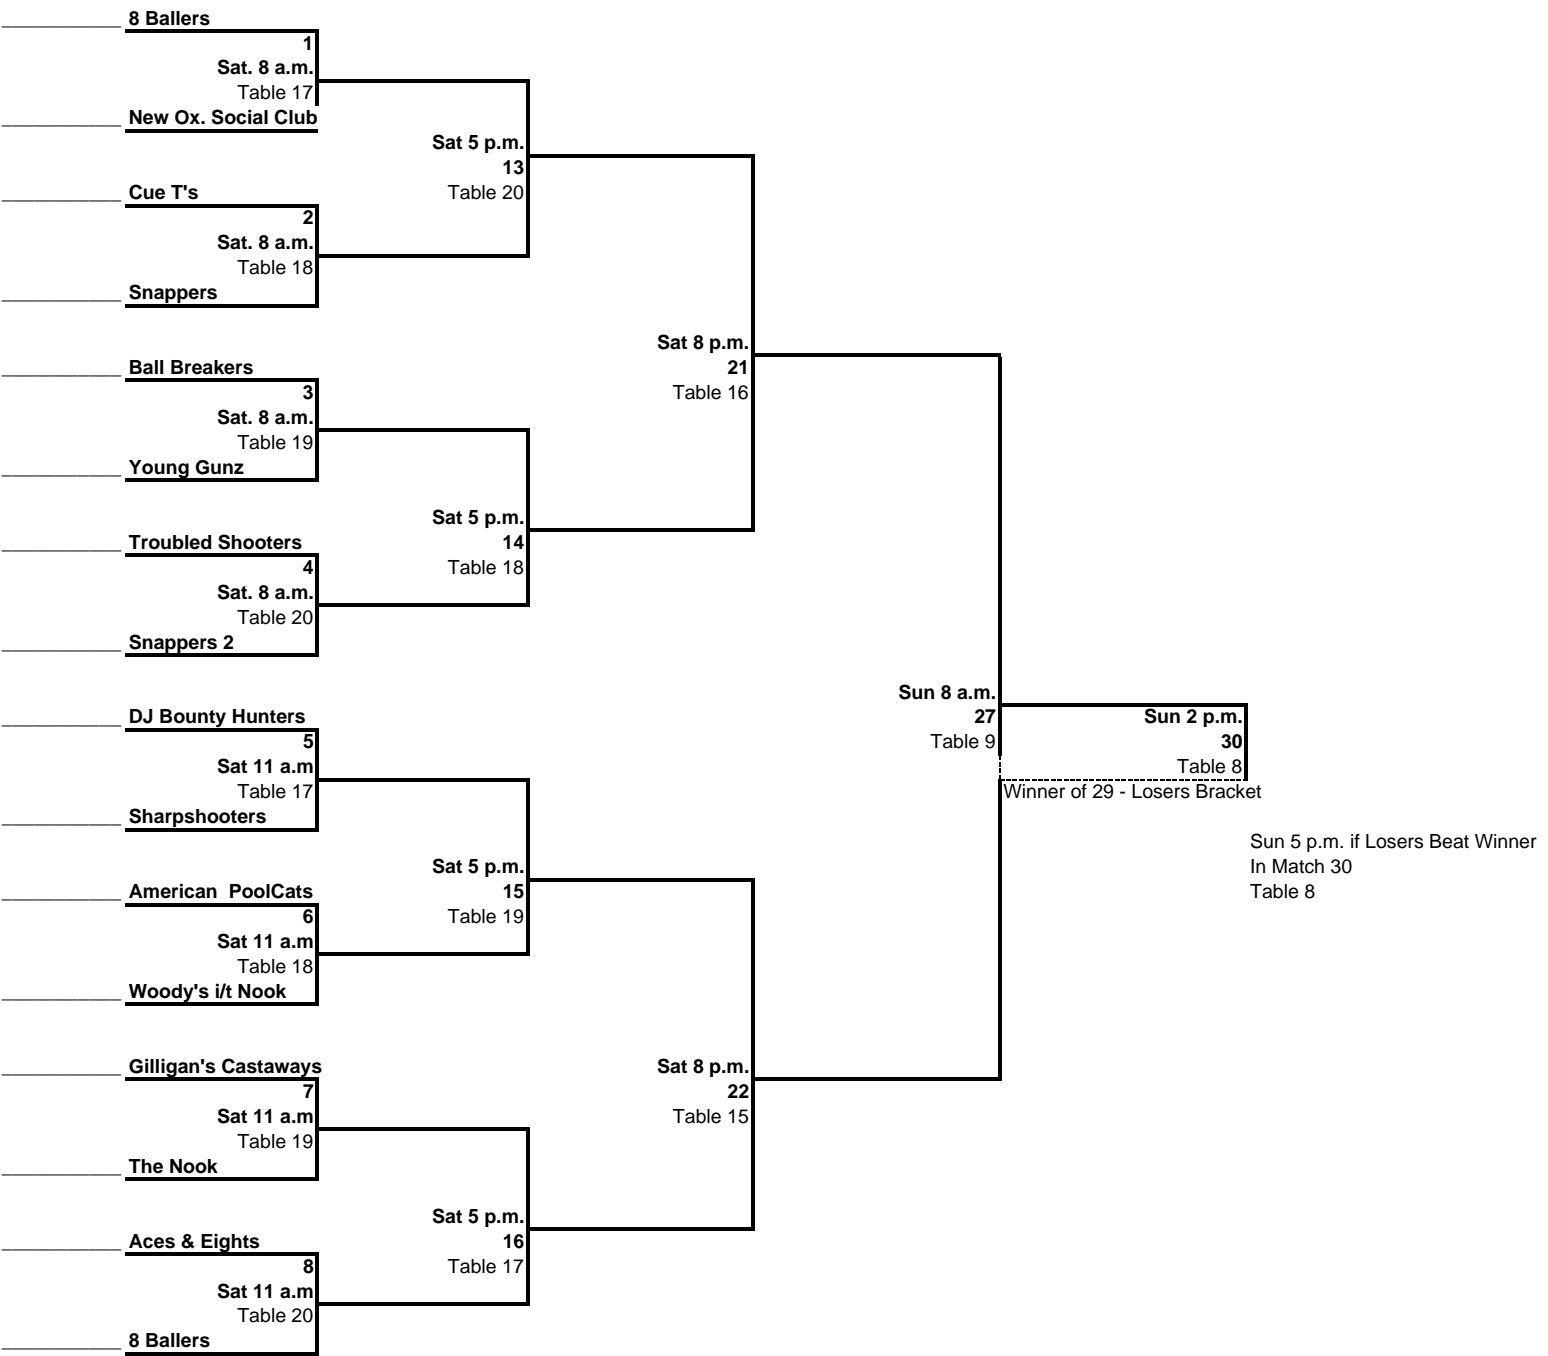 ___________ 8 Ballers
1
Sat. 8 a.m.
Table 17
___________ New Ox. Social Club
Sat 5 p.m.
13
Table 20
___________ Cue T's
2
Sat. 8 a.m.
Table 18
___________ Snappers
Sat 8 p.m.
21
Table 16
___________ Ball Breakers
3
Sat. 8 a.m.
Table 19
___________ Young Gunz
Sat 5 p.m.
14
Table 18
___________ Troubled Shooters
4
Sat. 8 a.m.
Table 20
___________ Snappers 2
Sun 8 a.m.
27
Table 9
Sun 2 p.m.
30
Table 8
Winner of 29 - Losers Bracket
Sun 5 p.m. if Losers Beat Winner
In Match 30
Table 8
___________ DJ Bounty Hunters
5
Sat 11 a.m
Table 17
___________ Sharpshooters
Sat 5 p.m.
15
Table 19
___________ American  PoolCats
6
Sat 11 a.m
Table 18
___________ Woody's i/t Nook
Sat 8 p.m.
22
Table 15
___________ Gilligan's Castaways
7
Sat 11 a.m
Table 19
___________ The Nook
Sat 5 p.m.
16
Table 17
___________ Aces & Eights
8
Sat 11 a.m
Table 20
___________ 8 Ballers